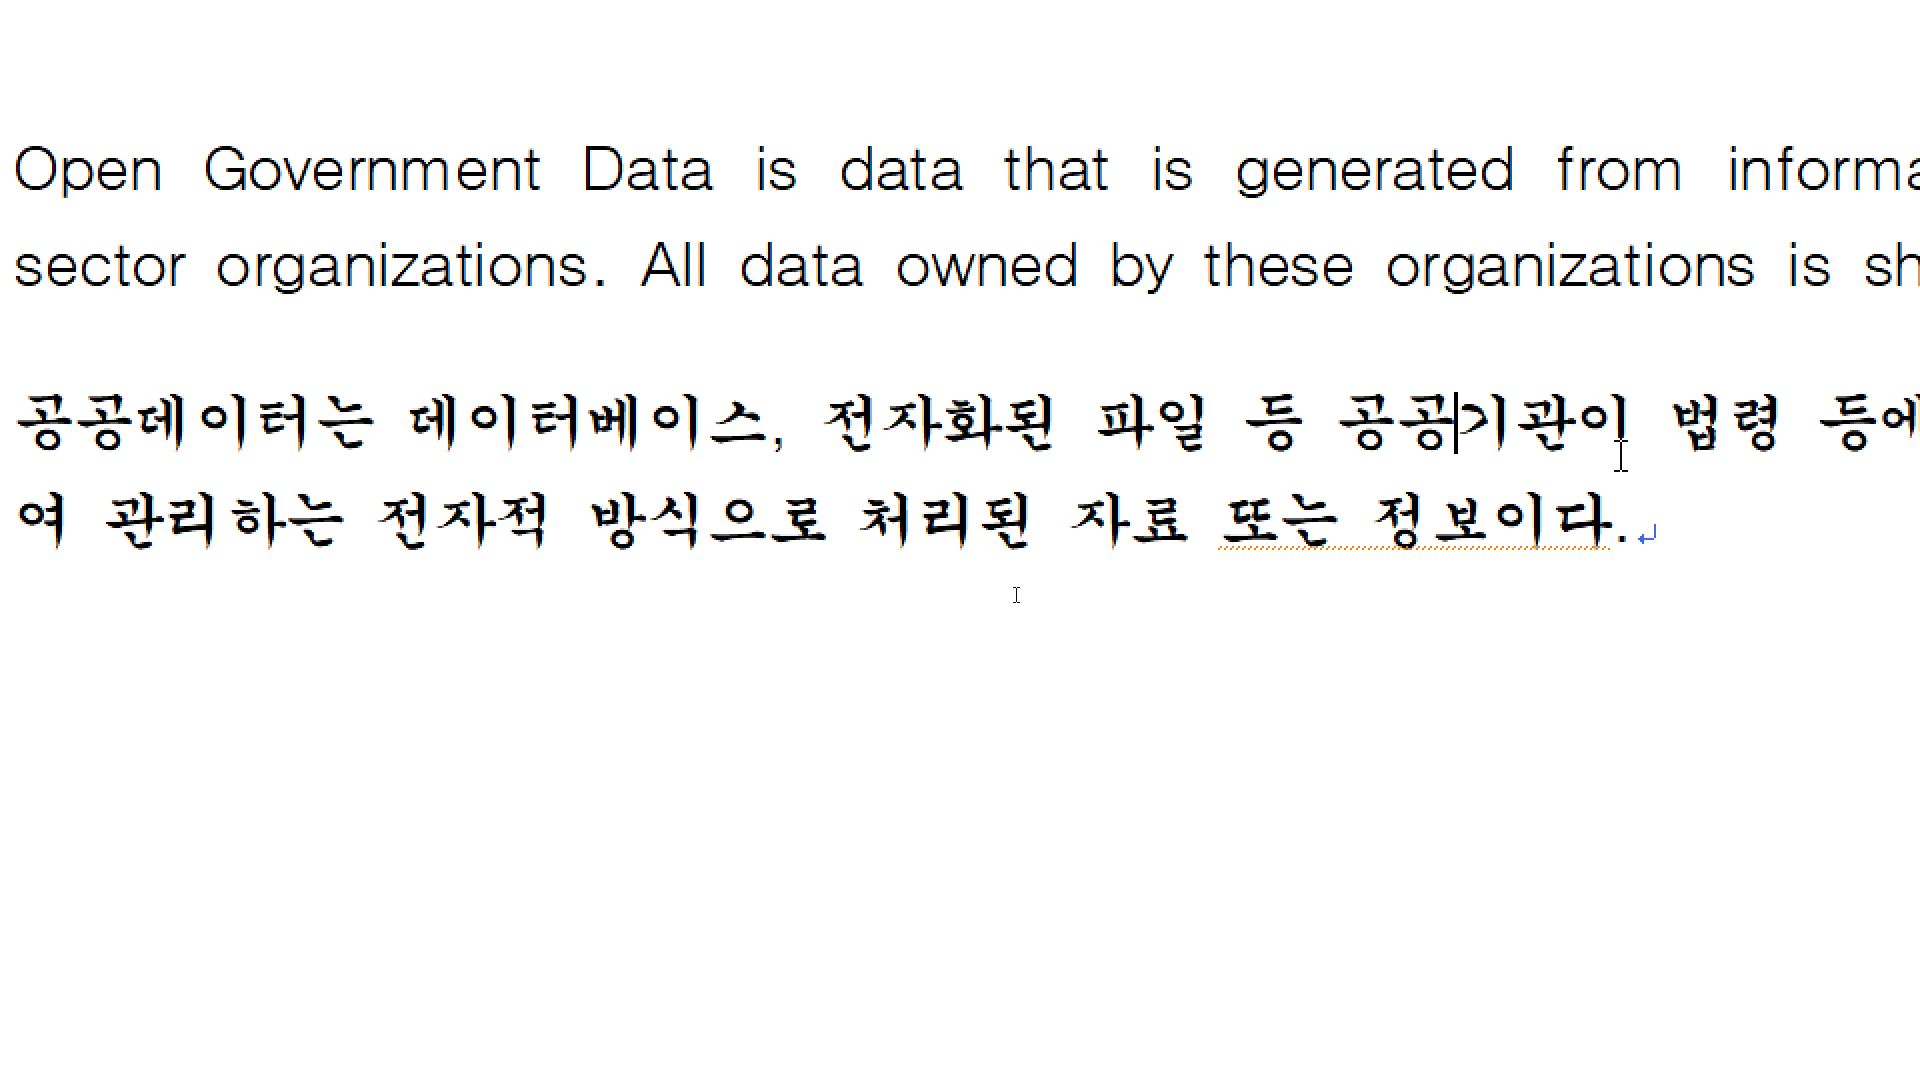 Open Government Data is data that is generated from informa
sector organizations. All data owned by these organizations is sh
공공데이터는 데이터베이스, 전자화된 파일 등 공공기관이 법령 등에
여 관리하는 전자적 방식으로 처리된 자료 또는 정보이다.